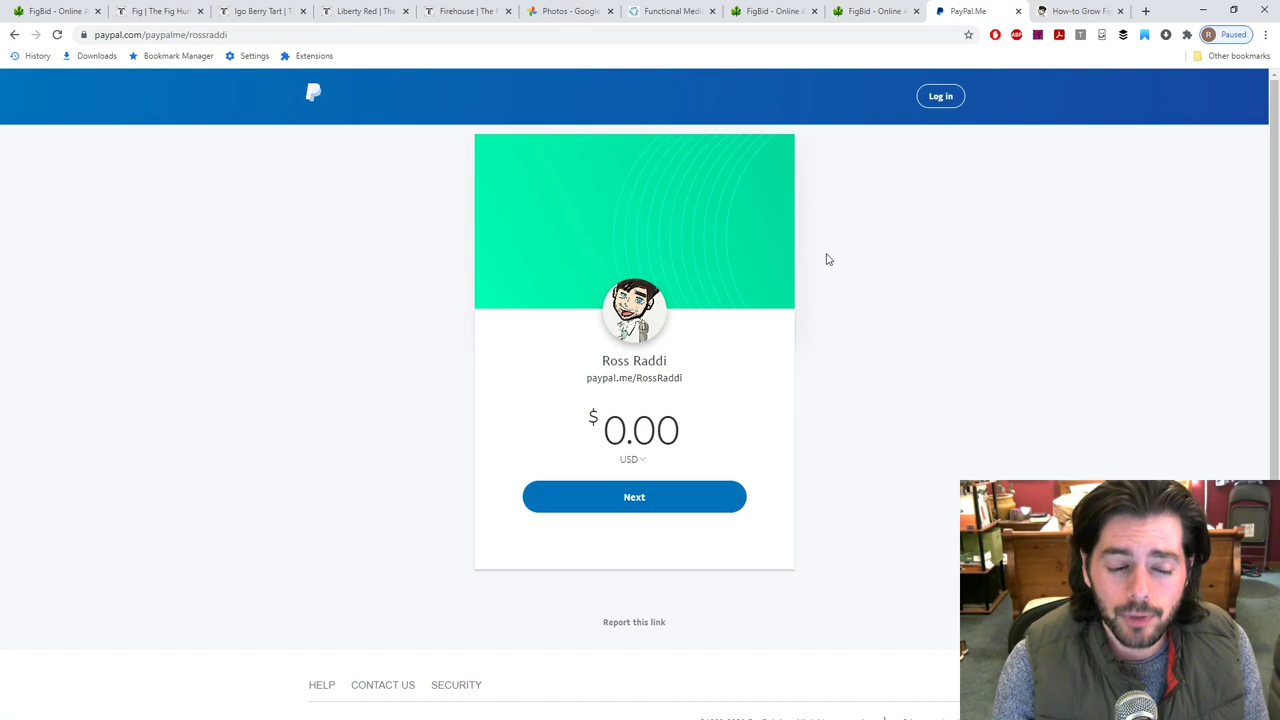 FigBid - Online A
Fig | The Fig Hun
Igo Berry Tart | T
Liberty Red | The
Firehouse | The F
Photos - Google
Functional Medi
FigBid - Online A
FigBid - Online A
PayPal.Me
How-to Grow Fig
paypal.com/paypalme/rossraddi
ABP
R Paused
History Downloads Bookmark Manager Settings Extensions Other bookmarks
Log in
Ross Raddi
paypal.me/RossRaddi
$ 0.00
USD
Next
Report this link
HELP CONTACT US SECURITY